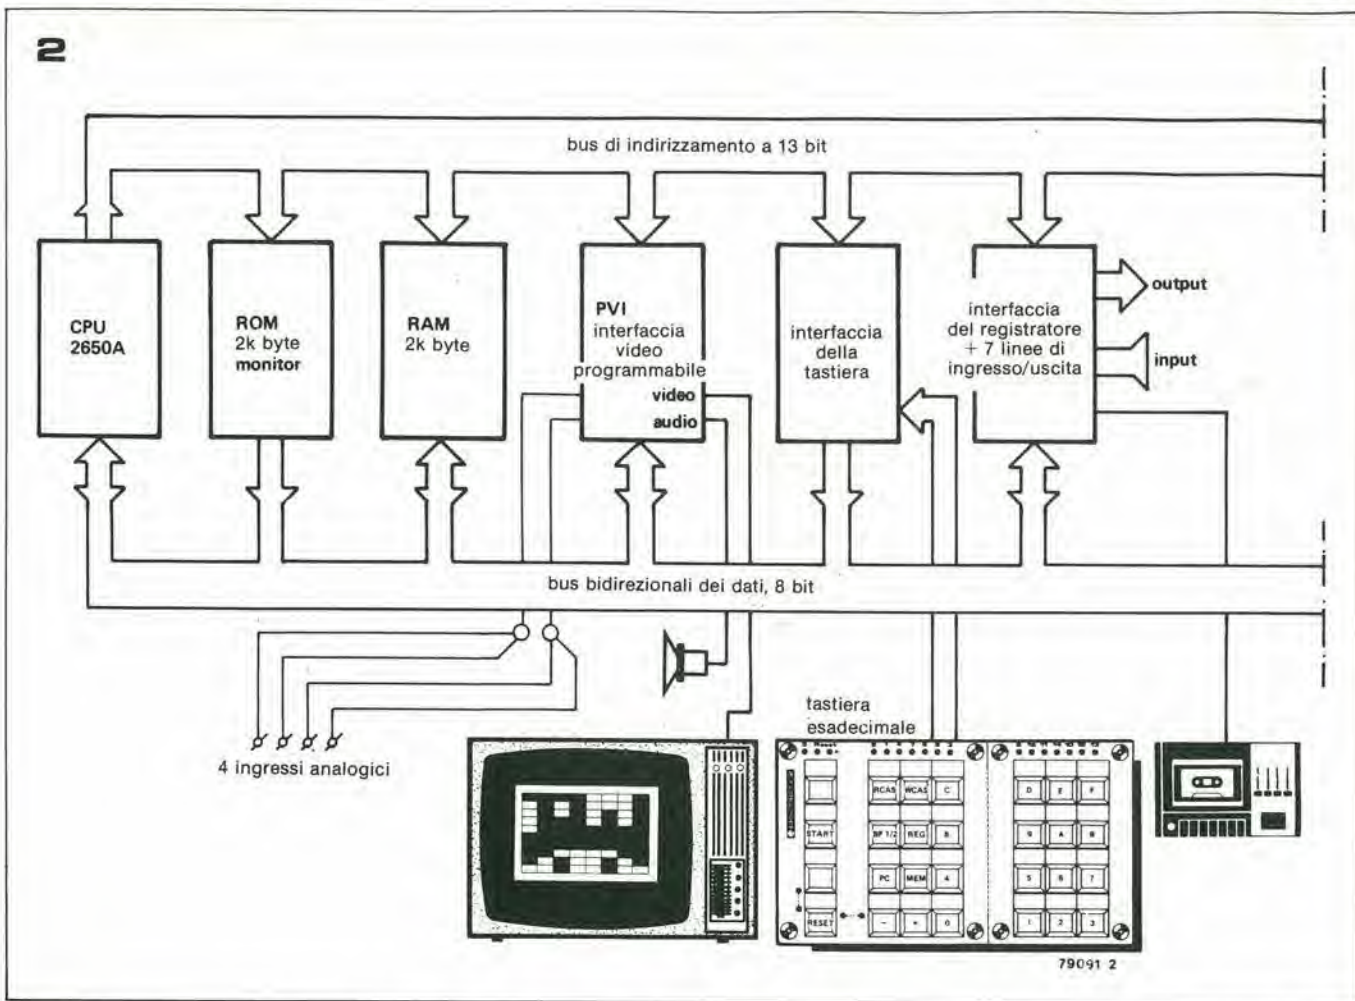 2
bus di indirizzamento a 13 bit
CPU
2650A
ROM
2k byte
monitor
RAM
2k byte
PVI
interfaccia
video
programmabile
video
audio
interfaccia
della
tastiera
interfaccia
del registratore
+ 7 linee di
ingresso/uscita
output
input
bus bidirezionali dei dati, 8 bit
4 ingressi analogici
tastiera
esadecimale
RCAS WCAS C D E F
START BP 1/2 REG 8 9 A B
PC MEM 4 5 6 7
RESET - + 0 1 2 3
79091 2